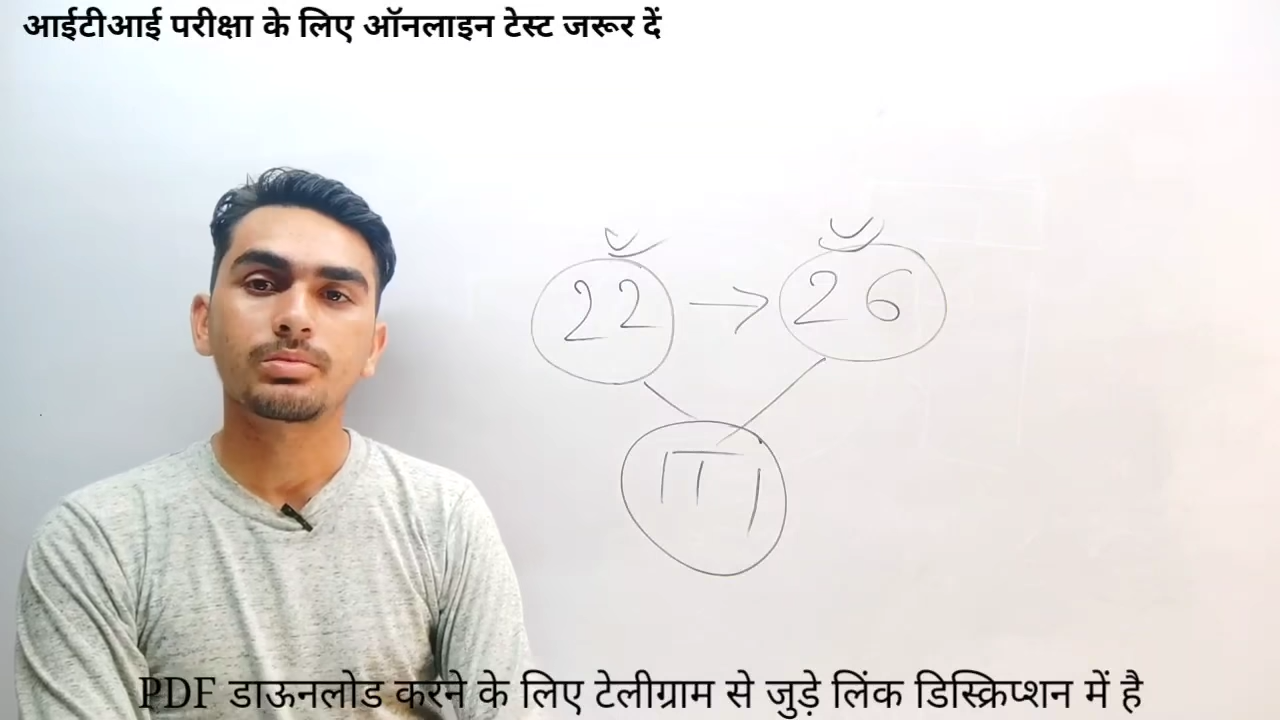 आईटीआई परीक्षा के लिए ऑनलाइन टेस्ट जरूर दें
22 → 26
ITI
PDF डाऊनलोड करने के लिए टेलीग्राम से जुड़े लिंक डिस्क्रिप्शन में है